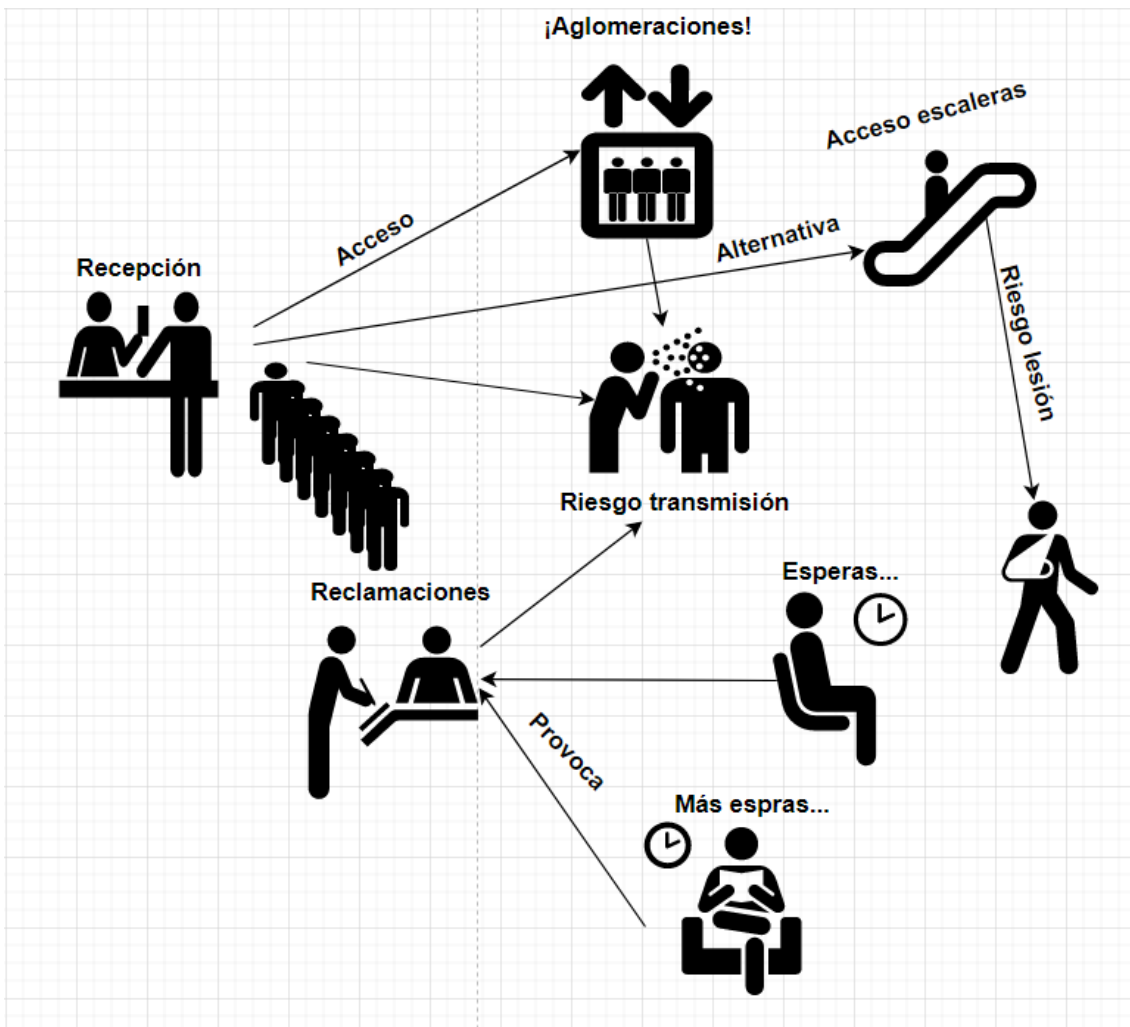 ¡Aglomeraciones!
Acceso escaleras
Acceso
Alternativa
Recepción
Riesgo lesión
Riesgo transmisión
Esperas...
Reclamaciones
Provoca
Más espras...